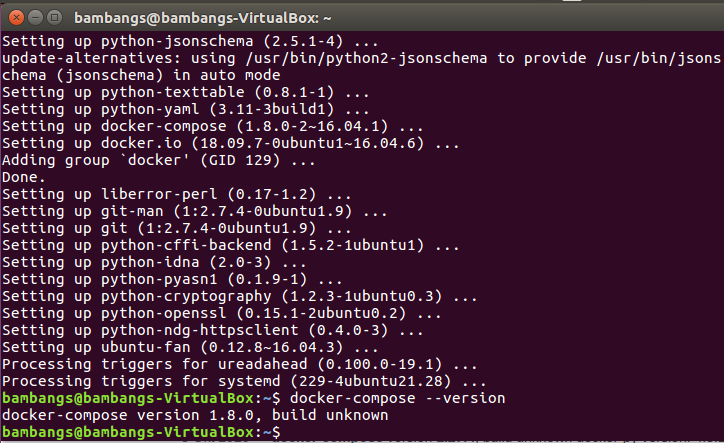 bambangs@bambangs-VirtualBox: ~
Setting up python-jsonschema (2.5.1-4) ...
update-alternatives: using /usr/bin/python2-jsonschema to provide /usr/bin/jsons
chema (jsonschema) in auto mode
Setting up python-texttable (0.8.1-1) ...
Setting up python-yaml (3.11-3build1) ...
Setting up docker-compose (1.8.0-2~16.04.1) ...
Setting up docker.io (18.09.7-0ubuntu1~16.04.6) ...
Adding group `docker' (GID 129) ...
Done.
Setting up liberror-perl (0.17-1.2) ...
Setting up git-man (1:2.7.4-0ubuntu1.9) ...
Setting up git (1:2.7.4-0ubuntu1.9) ...
Setting up python-cffi-backend (1.5.2-1ubuntu1) ...
Setting up python-idna (2.0-3) ...
Setting up python-pyasn1 (0.1.9-1) ...
Setting up python-cryptography (1.2.3-1ubuntu0.3) ...
Setting up python-openssl (0.15.1-2ubuntu0.2) ...
Setting up python-ndg-httpsclient (0.4.0-3) ...
Setting up ubuntu-fan (0.12.8~16.04.3) ...
Processing triggers for ureadahead (0.100.0-19.1) ...
Processing triggers for systemd (229-4ubuntu21.28) ...
bambangs@bambangs-VirtualBox:~$ docker-compose --version
docker-compose version 1.8.0, build unknown
bambangs@bambangs-VirtualBox:~$